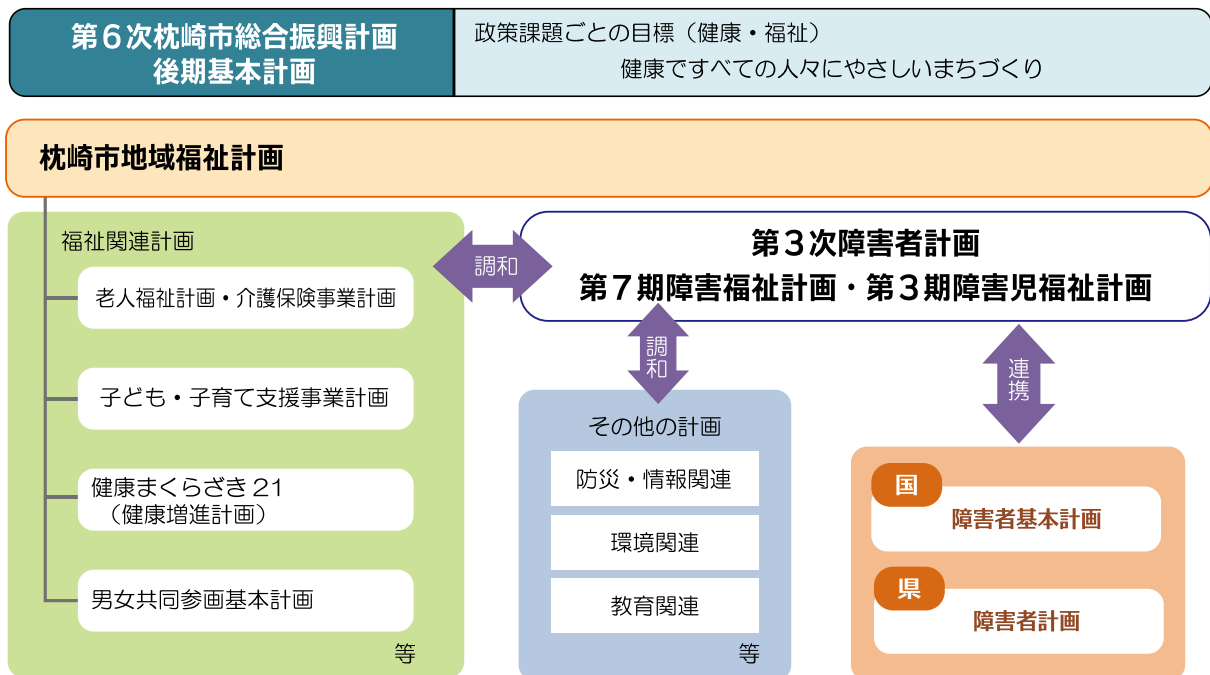 第６次枕崎市総合振興計画
後期基本計画
政策課題ごとの目標（健康・福祉）
健康ですべての人々にやさしいまちづくり
枕崎市地域福祉計画
福祉関連計画
老人福祉計画・介護保険事業計画
子ども・子育て支援事業計画
健康まくらざき 21
（健康増進計画）
男女共同参画基本計画
等
調和
第３次障害者計画
第７期障害福祉計画・第３期障害児福祉計画
調和
連携
その他の計画
防災・情報関連
環境関連
教育関連
等
国
障害者基本計画
県
障害者計画